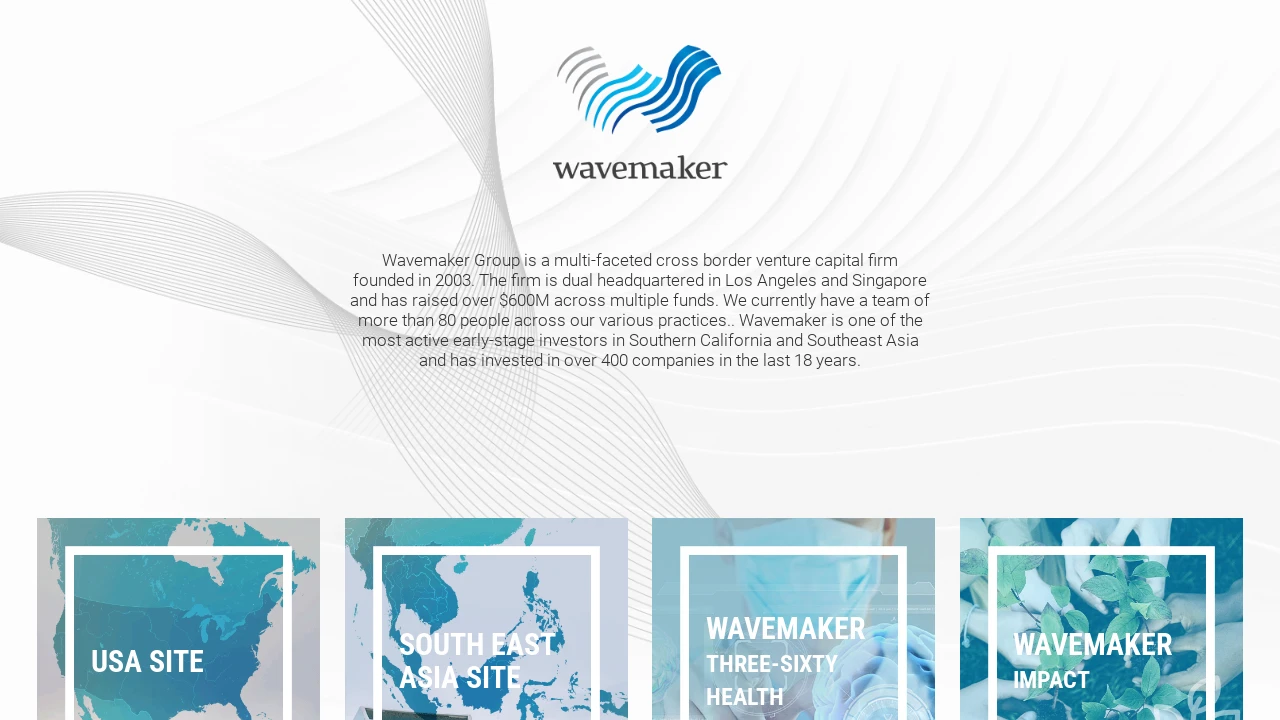 wavemaker
Wavemaker Group is a multi-faceted cross border venture capital firm
founded in 2003. The firm is dual headquartered in Los Angeles and Singapore
and has raised over $600M across multiple funds. We currently have a team of
more than 80 people across our various practices.. Wavemaker is one of the
most active early-stage investors in Southern California and Southeast Asia
and has invested in over 400 companies in the last 18 years.
USA SITE
SOUTH EAST
ASIA SITE
WAVEMAKER
THREE-SIXTY
HEALTH
WAVEMAKER
IMPACT